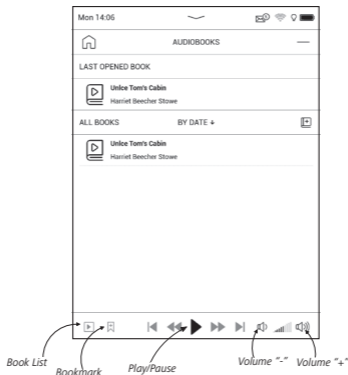 Mon 14:06
AUDIOBOOKS
LAST OPENED BOOK
Unlce Tom's Cabin
Harriet Beecher Stowe
ALL BOOKS BY DATE
Unlce Tom's Cabin
Harriet Beecher Stowe
Book List
Bookmark
Play/Pause
Volume "-"
Volume "+"